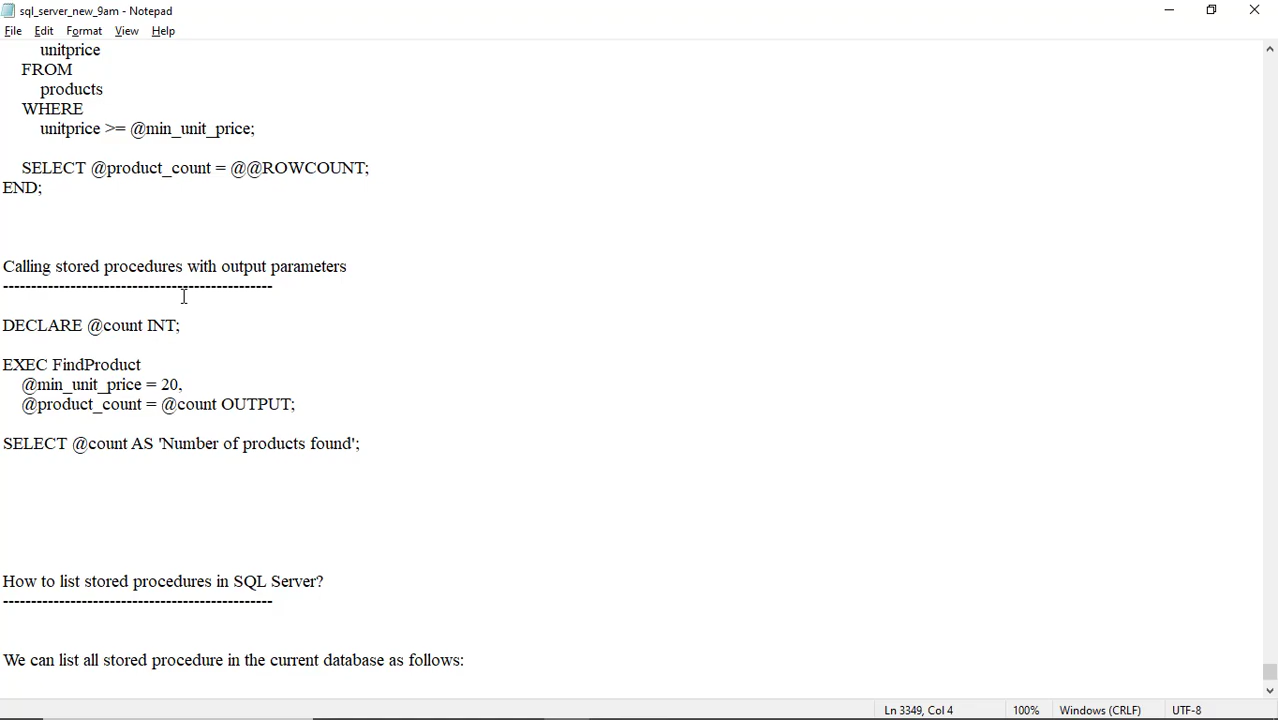 sql_server_new_9am - Notepad
File Edit Format View Help
unitprice
FROM
products
WHERE
unitprice >= @min_unit_price;
SELECT @product_count = @@ROWCOUNT;
END;
Calling stored procedures with output parameters
------------------------------------------------
DECLARE @count INT;
EXEC FindProduct
@min_unit_price = 20,
@product_count = @count OUTPUT;
SELECT @count AS 'Number of products found';
How to list stored procedures in SQL Server?
------------------------------------------------
We can list all stored procedure in the current database as follows:
Ln 3349, Col 4 100% Windows (CRLF) UTF-8